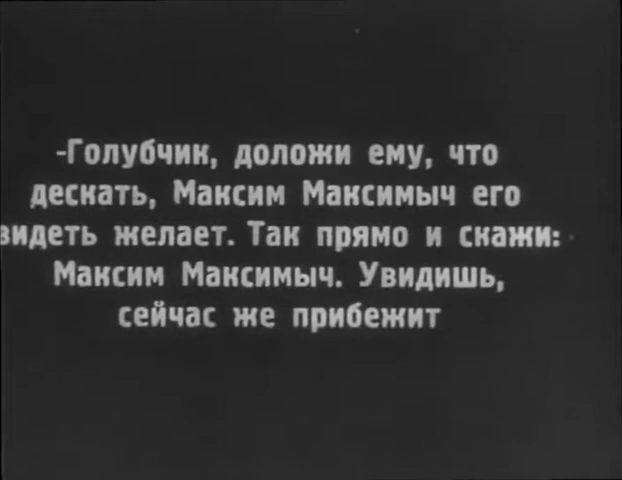 -Голубчик, доложи ему, что
дескать, Максим Максимыч его
видеть желает. Так прямо и скажи:
Максим Максимыч. Увидишь,
сейчас же прибежит